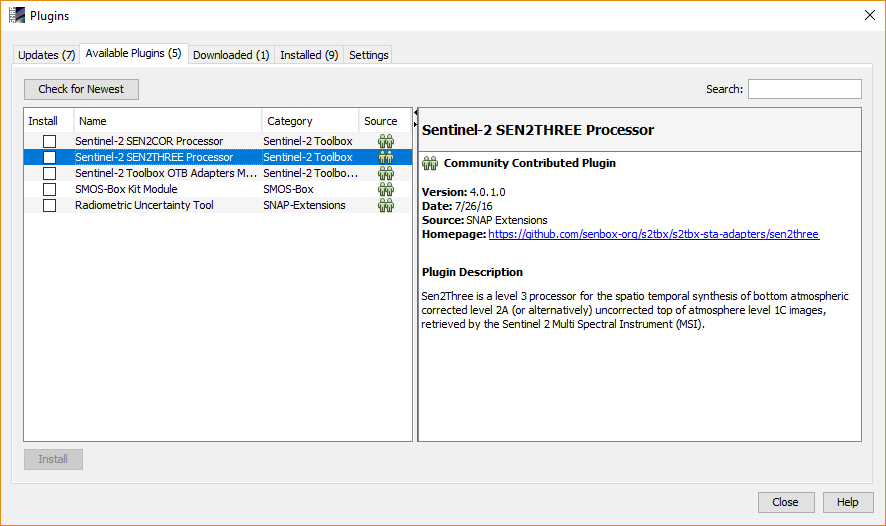 Plugins
Updates (7) Available Plugins (5) Downloaded (1) Installed (9) Settings
Check for Newest Search:
Install Name Category Source
Sentinel-2 SEN2COR Processor Sentinel-2 Toolbox
Sentinel-2 SEN2THREE Processor Sentinel-2 Toolbox
Sentinel-2 Toolbox OTB Adapters M... Sentinel-2 Toolbo...
SMOS-Box Kit Module SMOS-Box
Radiometric Uncertainty Tool SNAP-Extensions
Sentinel-2 SEN2THREE Processor
Community Contributed Plugin
Version: 4.0.1.0
Date: 7/26/16
Source: SNAP Extensions
Homepage: https://github.com/senbox-org/s2tbx/s2tbx-sta-adapters/sen2three
Plugin Description
Sen2Three is a level 3 processor for the spatio temporal synthesis of bottom atmospheric
corrected level 2A (or alternatively) uncorrected top of atmosphere level 1C images,
retrieved by the Sentinel 2 Multi Spectral Instrument (MSI).
Install
Close Help